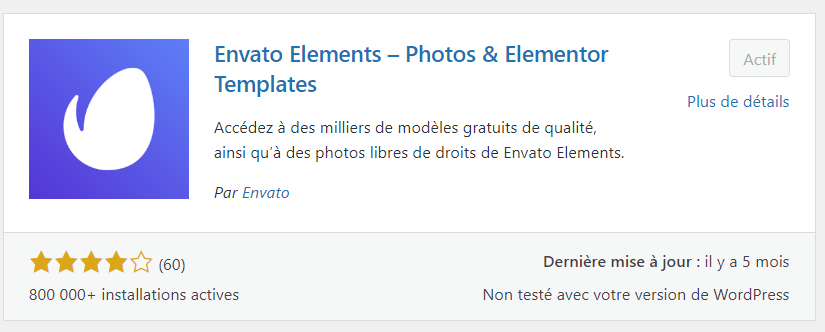 Envato Elements – Photos & Elementor
Templates
Actif
Plus de détails
Accédez à des milliers de modèles gratuits de qualité,
ainsi qu’à des photos libres de droits de Envato Elements.
Par Envato
(60)
Dernière mise à jour : il y a 5 mois
800 000+ installations actives
Non testé avec votre version de WordPress